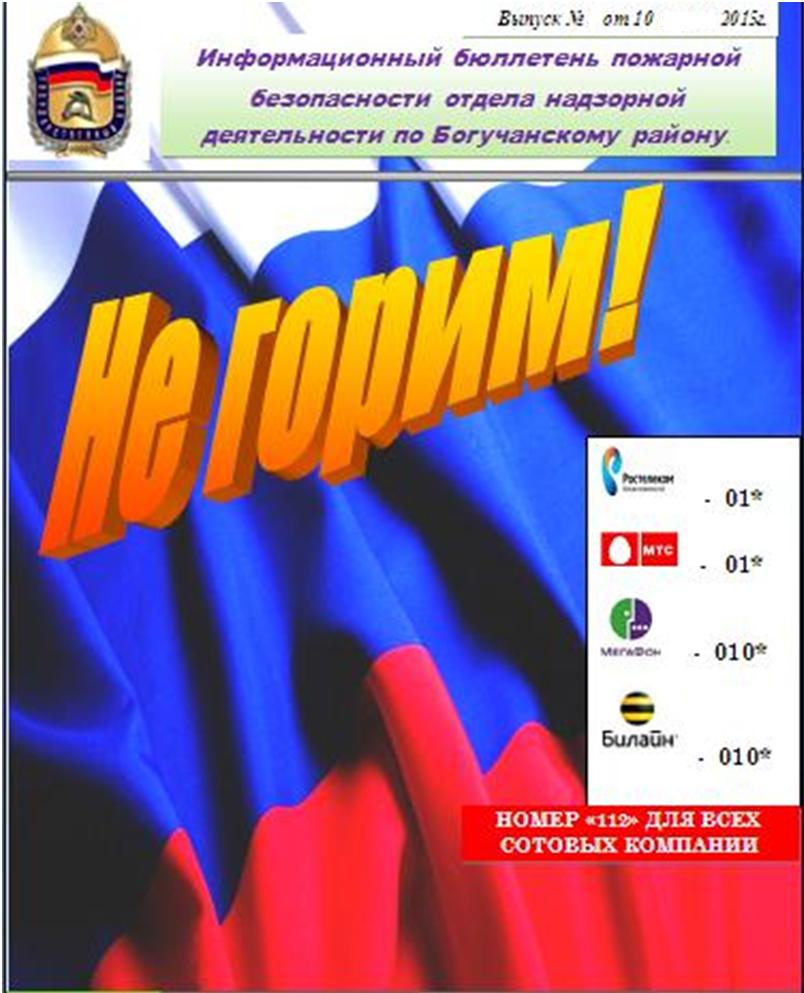 Выпуск № от 10 2015г.
Информационный бюллетень пожарной
безопасности отдела надзорной
деятельности по Богучанскому району.
Не горим!
Ростелеком
- 01*
МТС
- 01*
МЕГАФОН
- 010*
Билайн
- 010*
НОМЕР «112» ДЛЯ ВСЕХ
СОТОВЫХ КОМПАНИИ